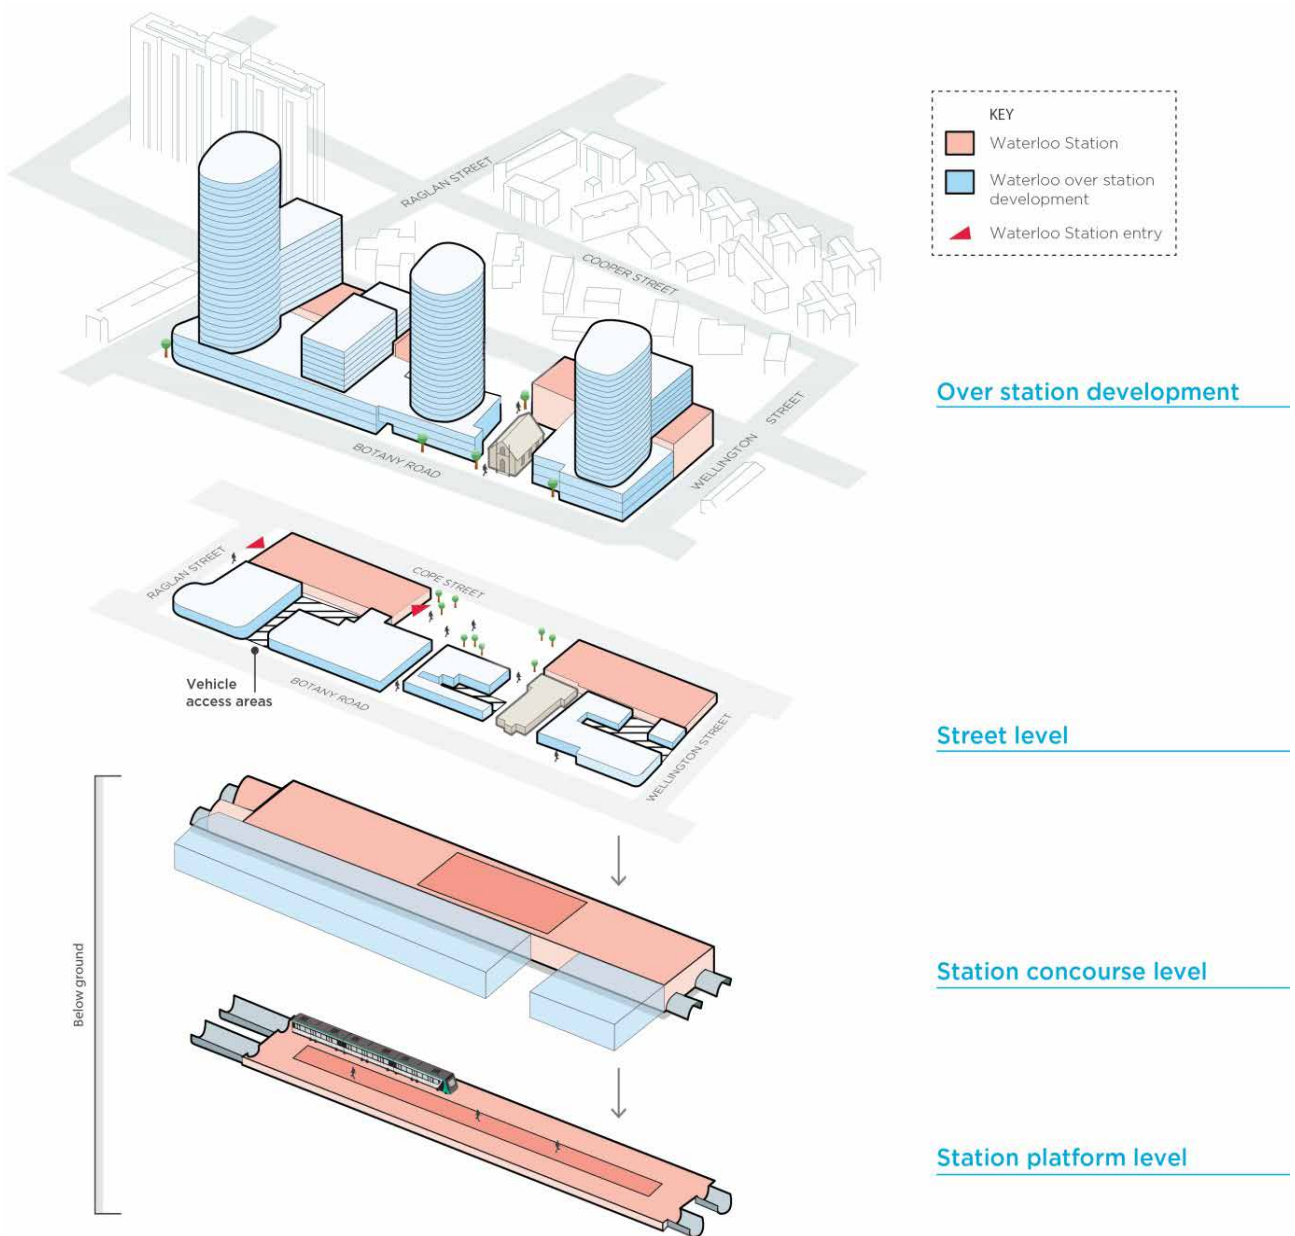 KEY
Waterloo Station
Waterloo over station
development
Waterloo Station entry
RAGLAN STREET
COOPER STREET
WELLINGTON STREET
BOTANY ROAD
Over station development
RAGLAN STREET
COPE STREET
Vehicle
access areas
BOTANY ROAD
WELLINGTON STREET
Street level
Below ground
Station concourse level
Station platform level